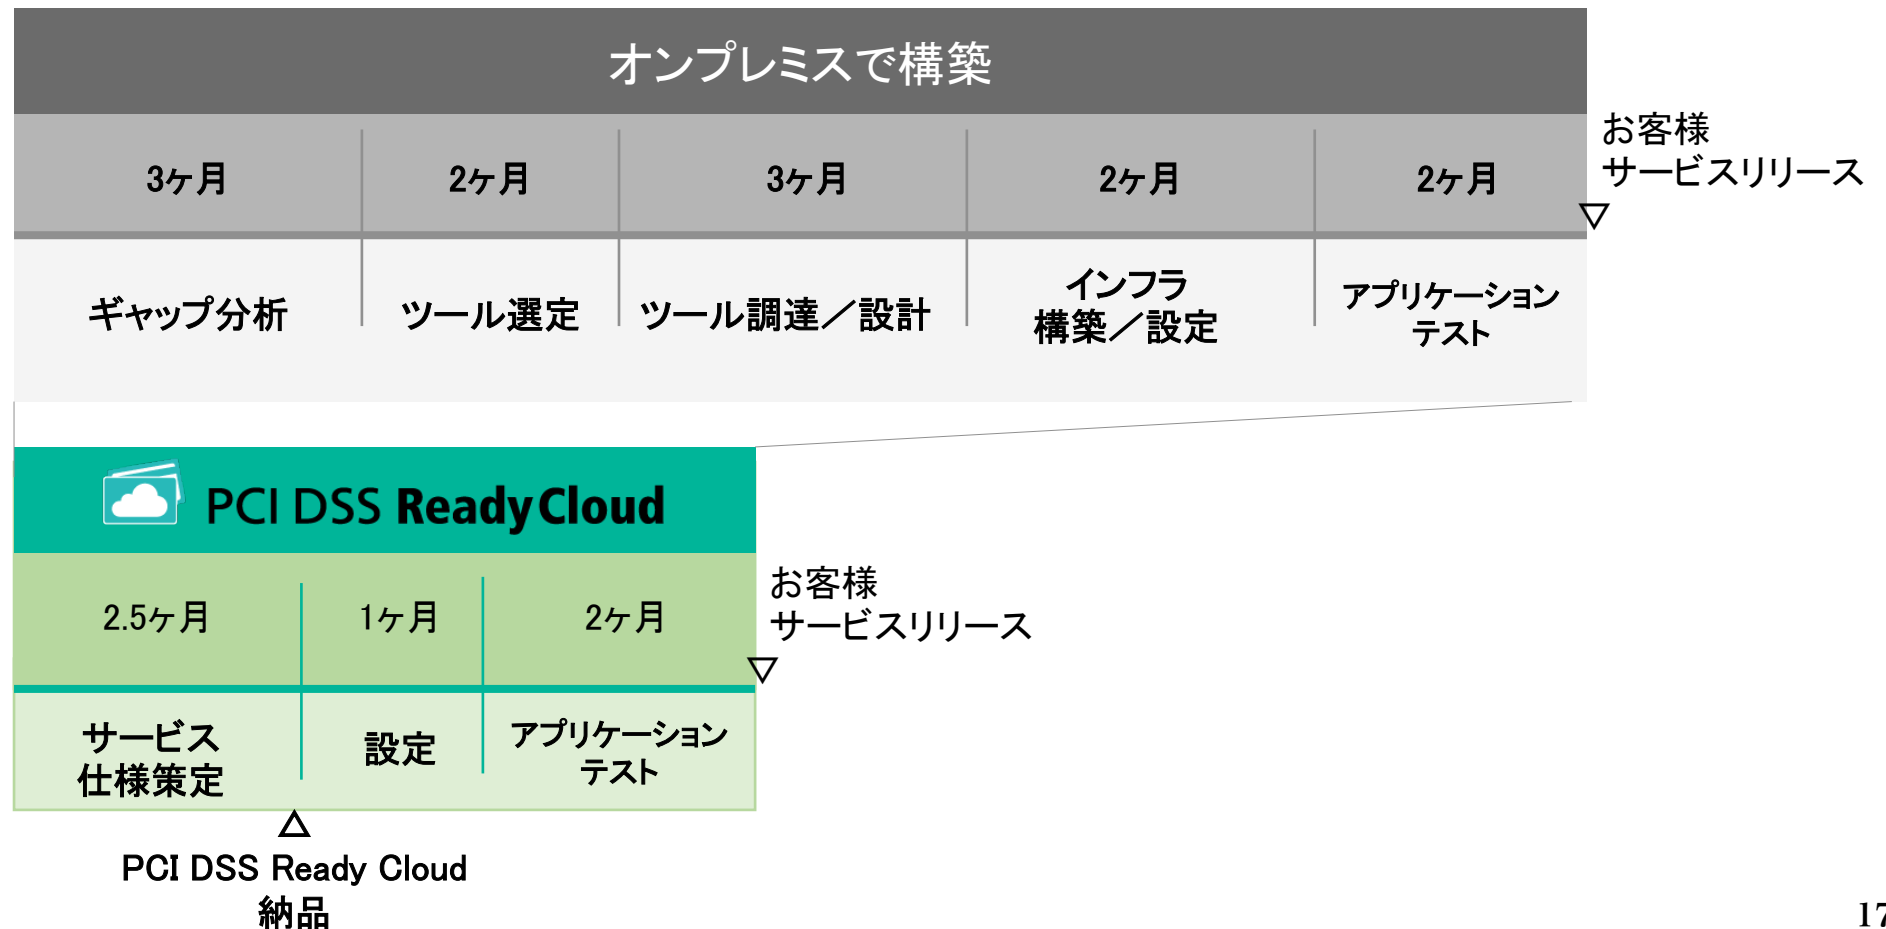 オンプレミスで構築
3ヶ月
2ヶ月
3ヶ月
2ヶ月
2ヶ月
お客様
サービスリリース
ギャップ分析
ツール選定
ツール調達／設計
インフラ
構築／設定
アプリケーション
テスト
PCI DSS Ready Cloud
2.5ヶ月
1ヶ月
2ヶ月
お客様
サービスリリース
サービス
仕様策定
設定
アプリケーション
テスト
PCI DSS Ready Cloud
納品
17